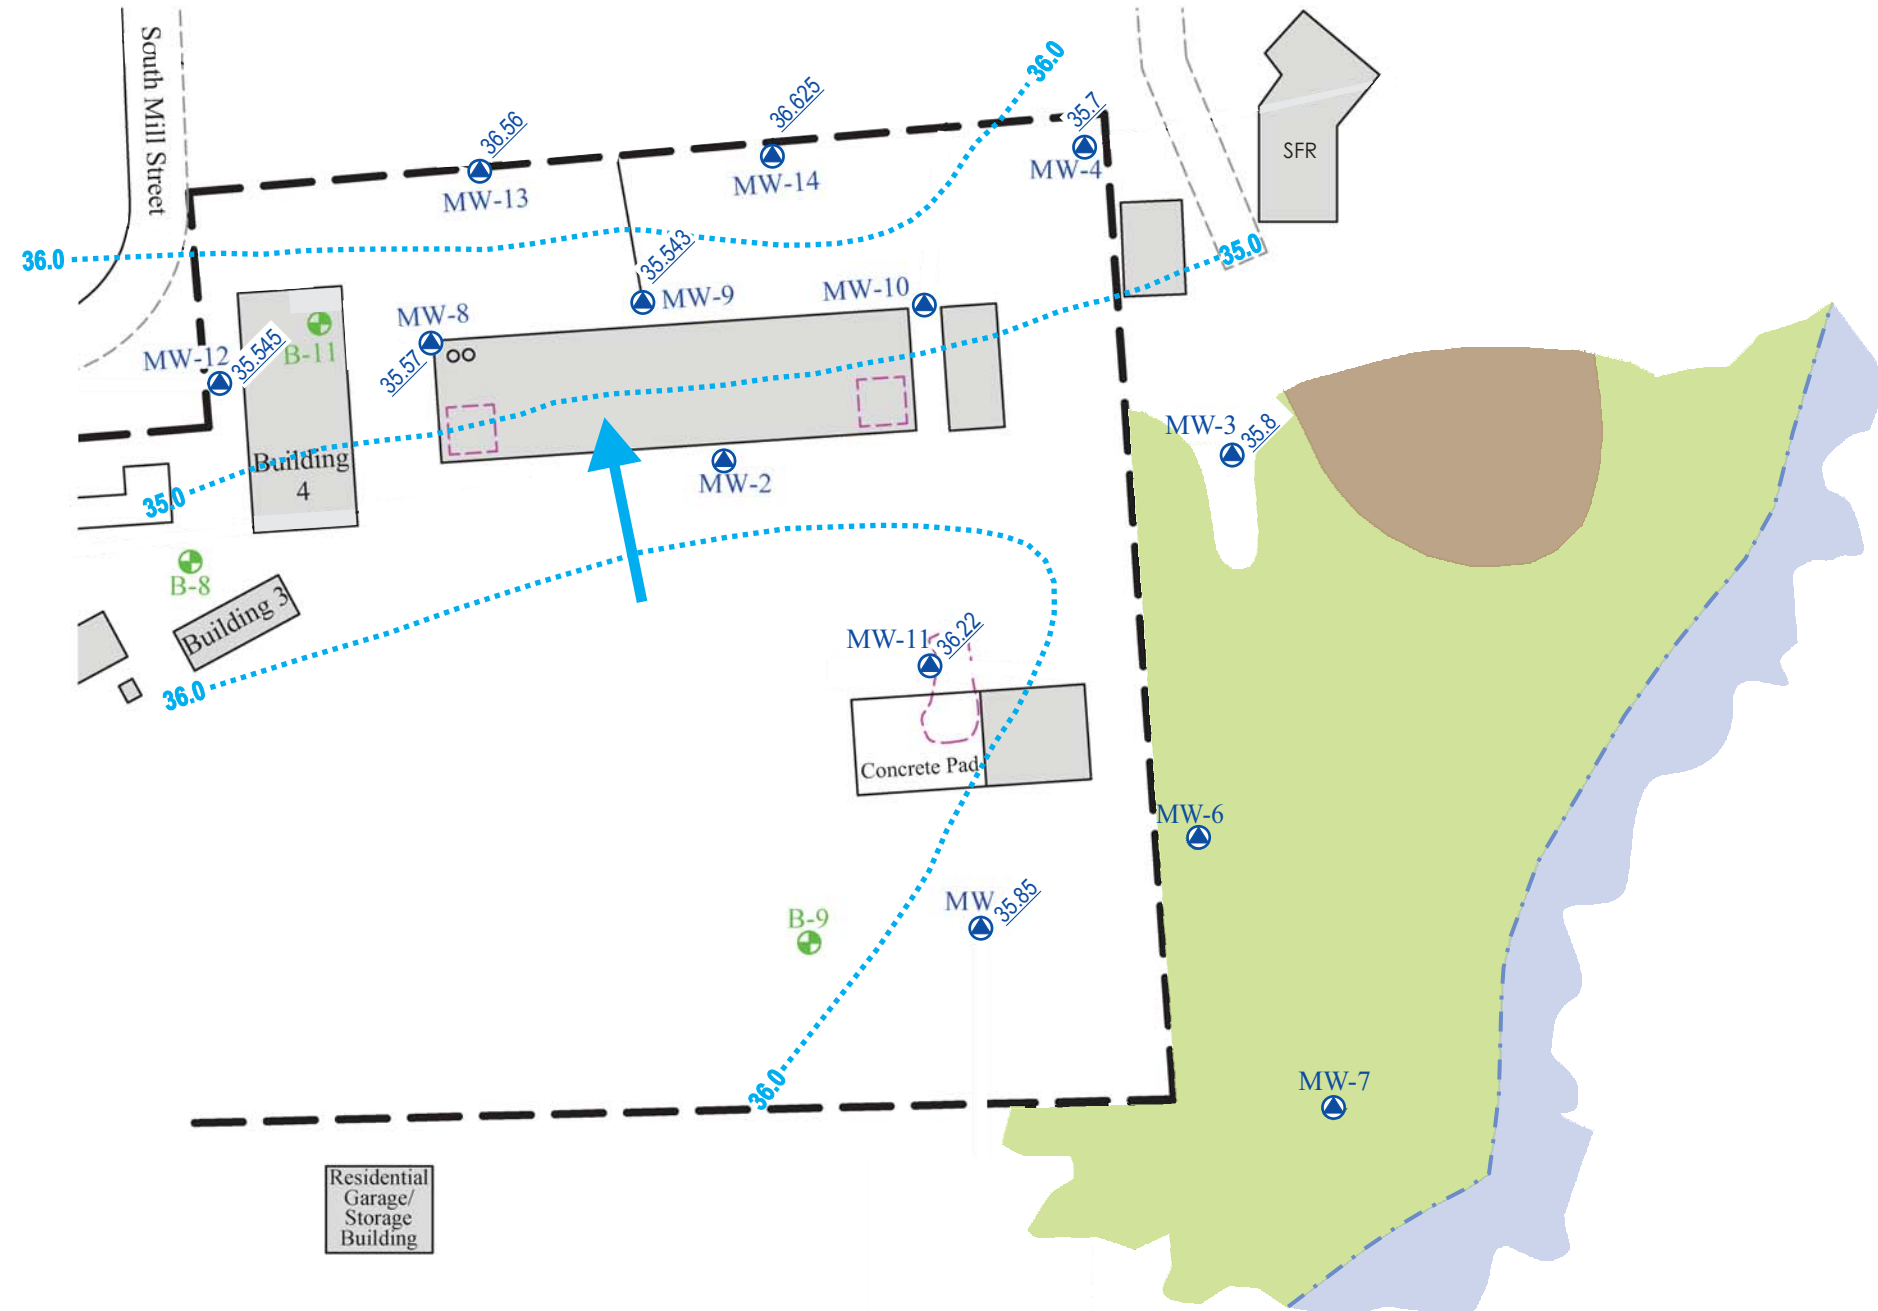 South Mill Street
36.0
36.56
MW-13
36.625
MW-14
35.7
MW-4
SFR
36.0
35.543
MW-9
MW-10
35.0
MW-8
35.57
MW-12
35.545
B-11
Building
4
35.0
MW-2
MW-3
35.8
B-8
Building 3
36.0
MW-11
36.22
Concrete Pad
MW-6
MW
35.85
B-9
36.0
MW-7
Residential
Garage/
Storage
Building